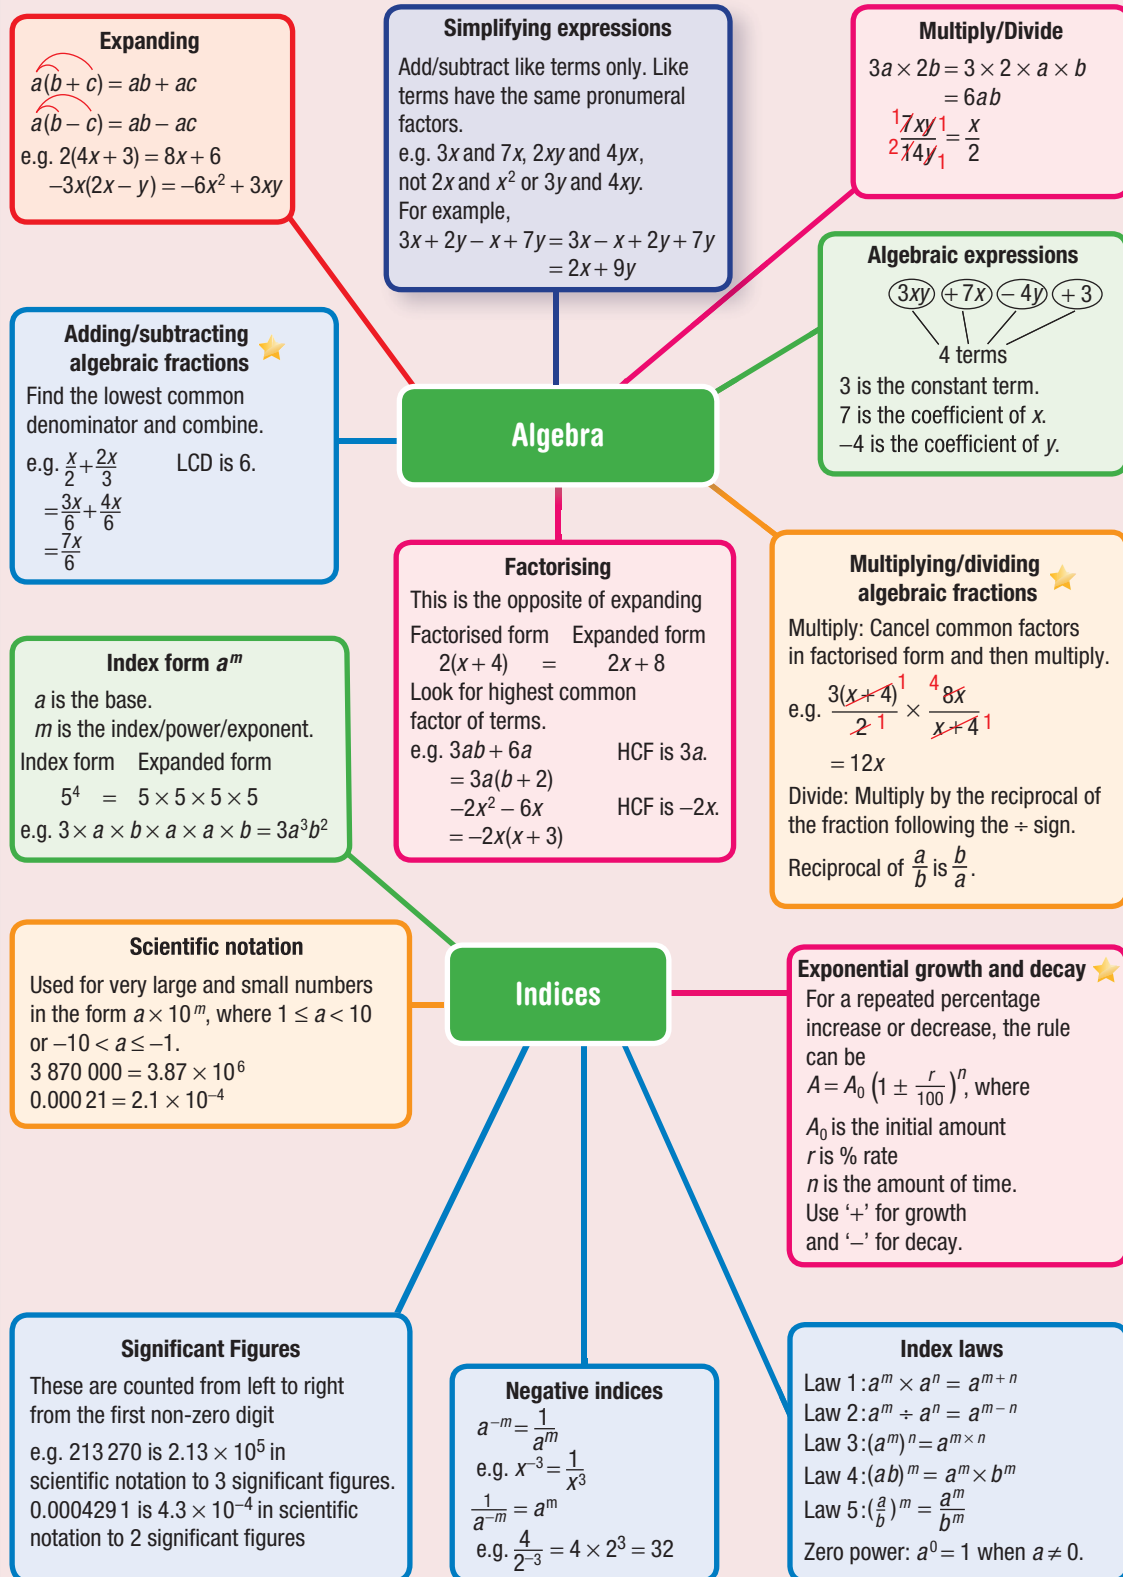 Expanding
a(b + c) = ab + ac
a(b − c) = ab − ac
e.g. 2(4x + 3) = 8x + 6
−3x(2x − y) = −6x² + 3xy
Simplifying expressions
Add/subtract like terms only. Like
terms have the same pronumeral
factors.
e.g. 3x and 7x, 2xy and 4yx,
not 2x and x² or 3y and 4xy.
For example,
3x + 2y − x + 7y = 3x − x + 2y + 7y
= 2x + 9y
Multiply/Divide
3a × 2b = 3 × 2 × a × b
= 6ab
¹7xy¹/²14y₁ = x/2
Algebraic expressions
3xy + 7x − 4y + 3
4 terms
3 is the constant term.
7 is the coefficient of x.
−4 is the coefficient of y.
Adding/subtracting
algebraic fractions
Find the lowest common
denominator and combine.
e.g. x/2 + 2x/3 LCD is 6.
= 3x/6 + 4x/6
= 7x/6
Algebra
Factorising
This is the opposite of expanding
Factorised form Expanded form
2(x + 4) = 2x + 8
Look for highest common
factor of terms.
e.g. 3ab + 6a HCF is 3a.
= 3a(b + 2)
−2x² − 6x HCF is −2x.
= −2x(x + 3)
Multiplying/dividing
algebraic fractions
Multiply: Cancel common factors
in factorised form and then multiply.
e.g. 3(x + 4)¹/2¹ × ⁴8x/x + 4¹
= 12x
Divide: Multiply by the reciprocal of
the fraction following the ÷ sign.
Reciprocal of a/b is b/a.
Index form aᵐ
a is the base.
m is the index/power/exponent.
Index form Expanded form
5⁴ = 5 × 5 × 5 × 5
e.g. 3 × a × b × a × a × b = 3a³b²
Scientific notation
Used for very large and small numbers
in the form a × 10ᵐ, where 1 ≤ a < 10
or −10 < a ≤ −1.
3 870 000 = 3.87 × 10⁶
0.000 21 = 2.1 × 10⁻⁴
Indices
Exponential growth and decay
For a repeated percentage
increase or decrease, the rule
can be
A = A₀ (1 ± r/100)ⁿ, where
A₀ is the initial amount
r is % rate
n is the amount of time.
Use ‘+’ for growth
and ‘−’ for decay.
Significant Figures
These are counted from left to right
from the first non-zero digit
e.g. 213 270 is 2.13 × 10⁵ in
scientific notation to 3 significant figures.
0.000429 1 is 4.3 × 10⁻⁴ in scientific
notation to 2 significant figures
Negative indices
a⁻ᵐ = 1/aᵐ
e.g. x⁻³ = 1/x³
1/a⁻ᵐ = aᵐ
e.g. 4/2⁻³ = 4 × 2³ = 32
Index laws
Law 1: aᵐ × aⁿ = aᵐ⁺ⁿ
Law 2: aᵐ ÷ aⁿ = aᵐ⁻ⁿ
Law 3: (aᵐ)ⁿ = aᵐ ˣ ⁿ
Law 4: (ab)ᵐ = aᵐ × bᵐ
Law 5: (a/b)ᵐ = aᵐ/bᵐ
Zero power: a⁰ = 1 when a ≠ 0.